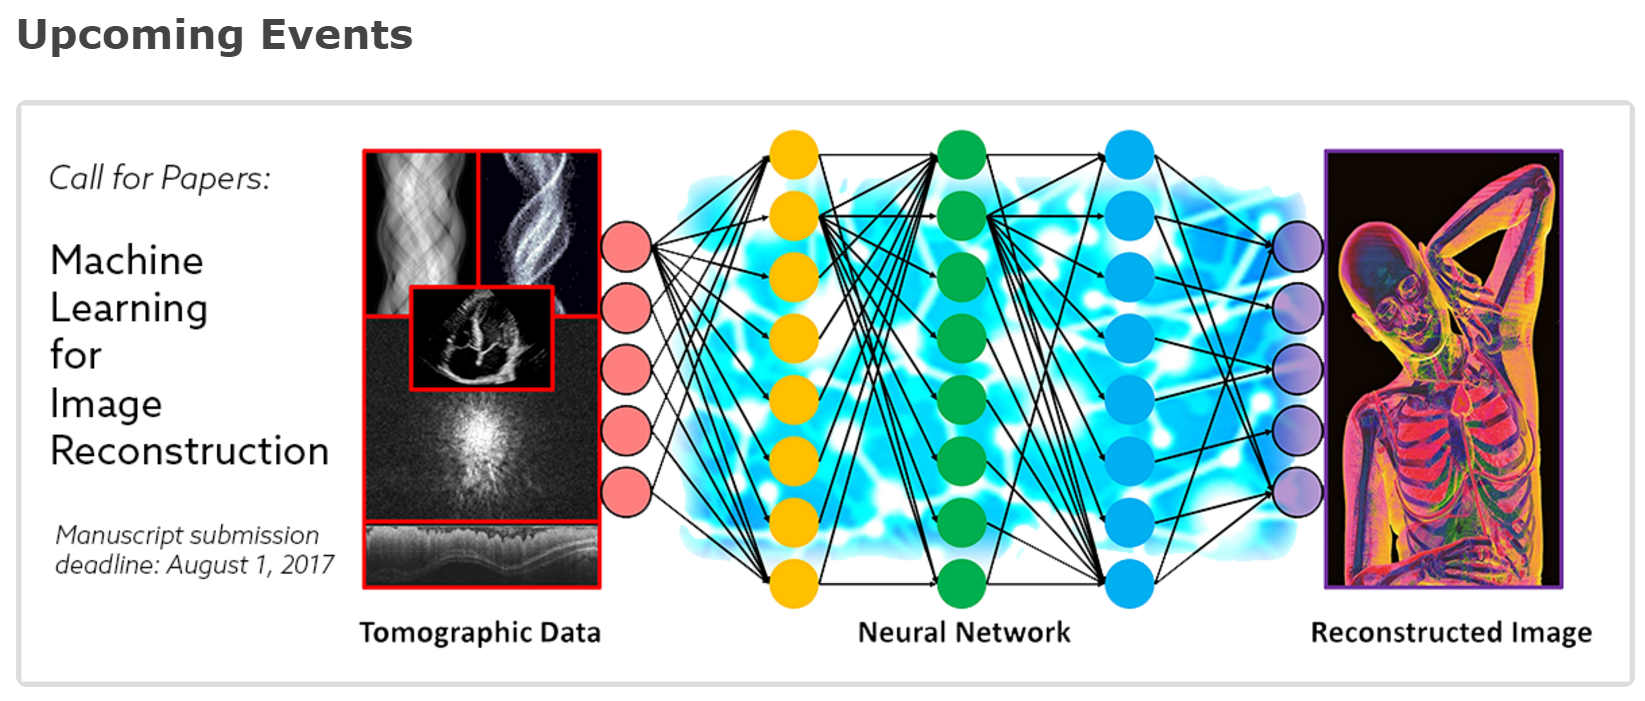 Upcoming Events
Call for Papers:
Machine
Learning
for
Image
Reconstruction
Manuscript submission
deadline: August 1, 2017
Tomographic Data
Neural Network
Reconstructed Image